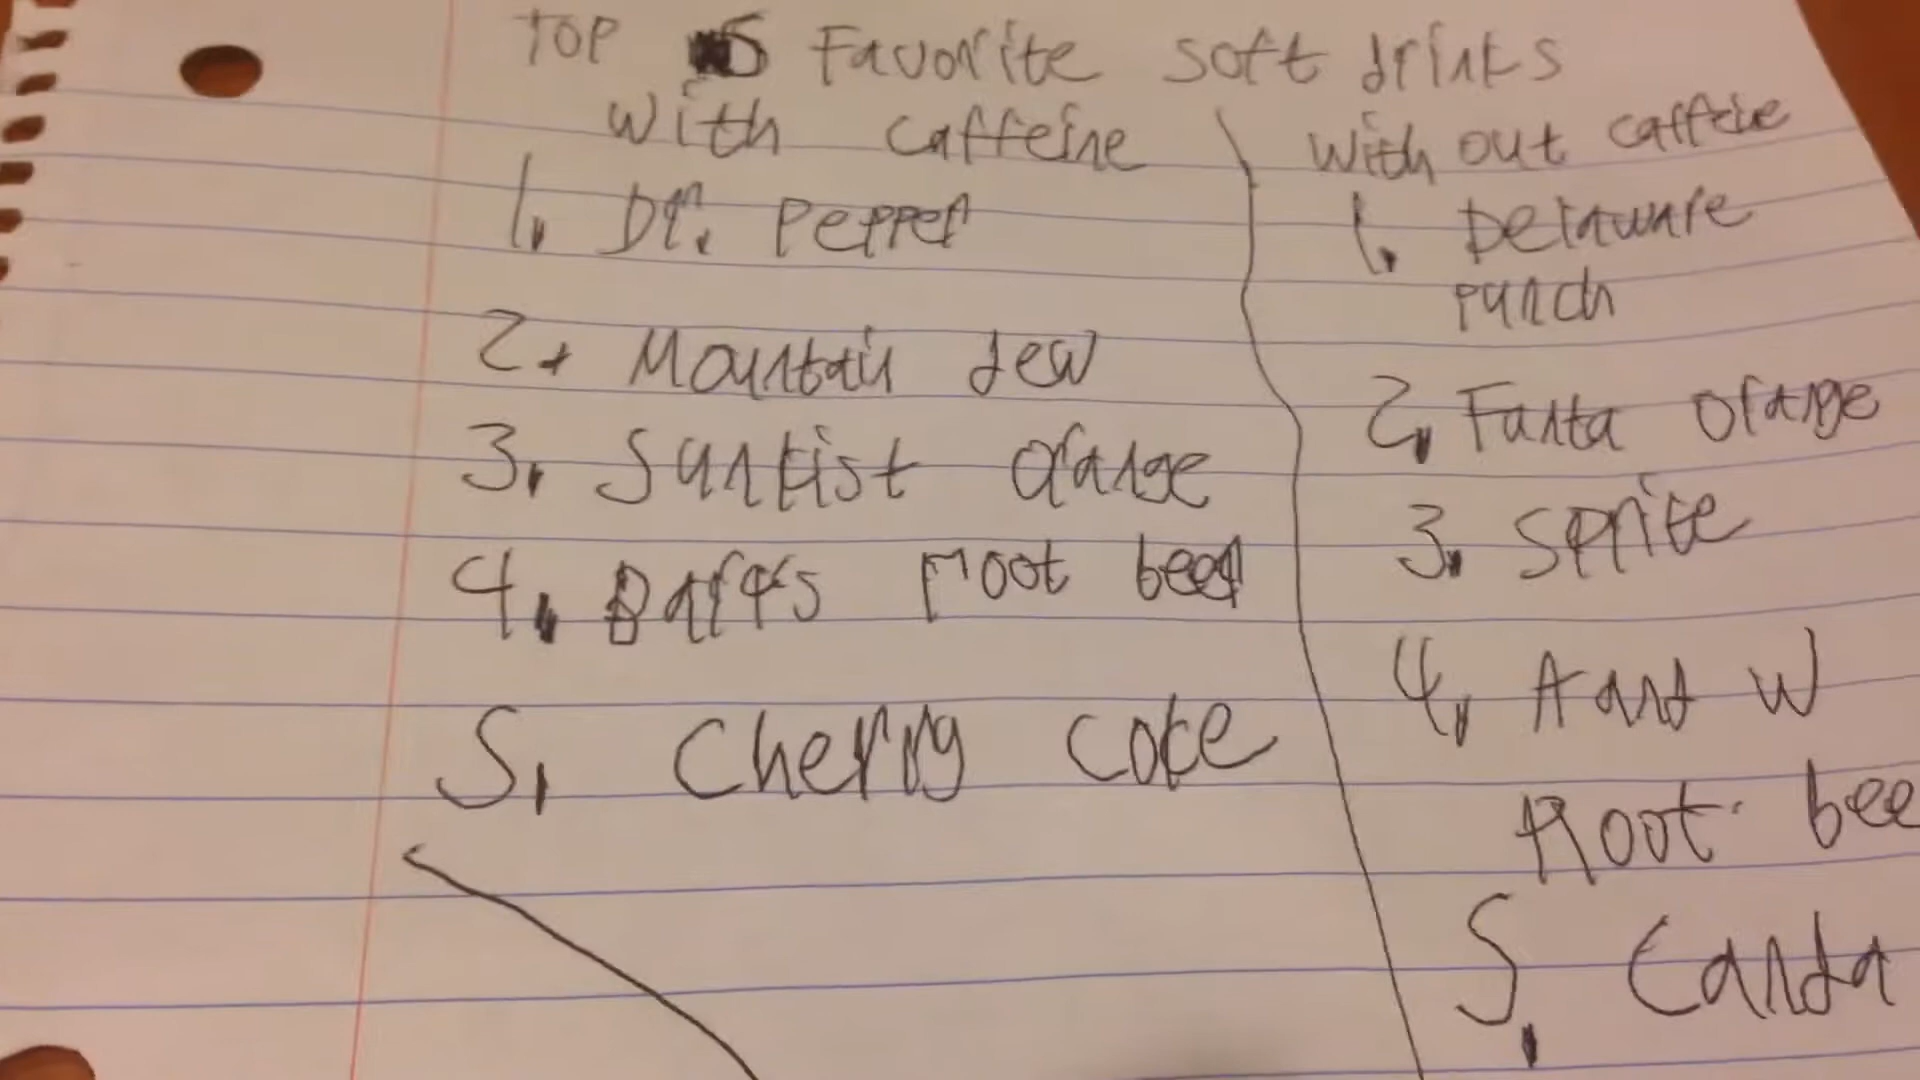 TOP 5 Favorite soft drinks
with caffeine
1. Dr. Pepper
2. Mountain dew
3. Sunkist orange
4. Barq's root beer
5. Cherry coke
with out caffeine
1. Delaware
punch
2. Fanta orange
3. Sprite
4. A and W
Root bee
5. Canda